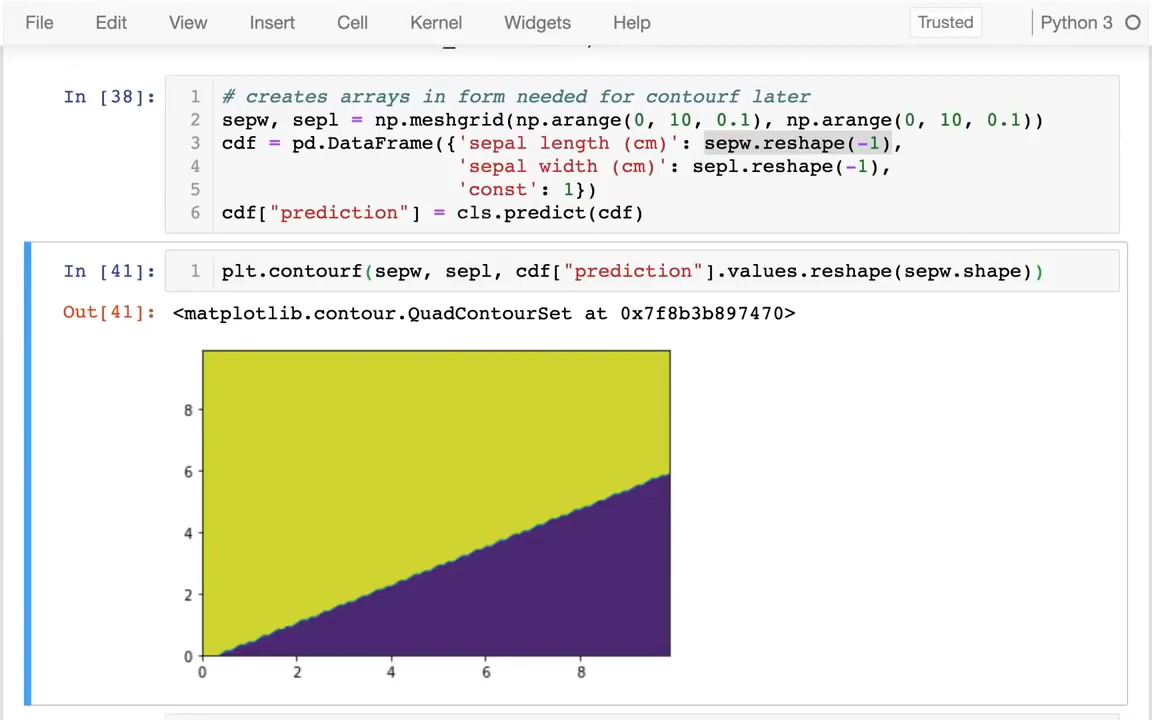 File Edit View Insert Cell Kernel Widgets Help Trusted Python 3
In [38]:
1 # creates arrays in form needed for contourf later
2 sepw, sepl = np.meshgrid(np.arange(0, 10, 0.1), np.arange(0, 10, 0.1))
3 cdf = pd.DataFrame({'sepal length (cm)': sepw.reshape(-1),
4 'sepal width (cm)': sepl.reshape(-1),
5 'const': 1})
6 cdf["prediction"] = cls.predict(cdf)
In [41]:
1 plt.contourf(sepw, sepl, cdf["prediction"].values.reshape(sepw.shape))
Out[41]: <matplotlib.contour.QuadContourSet at 0x7f8b3b897470>
8
6
4
2
0
0 2 4 6 8